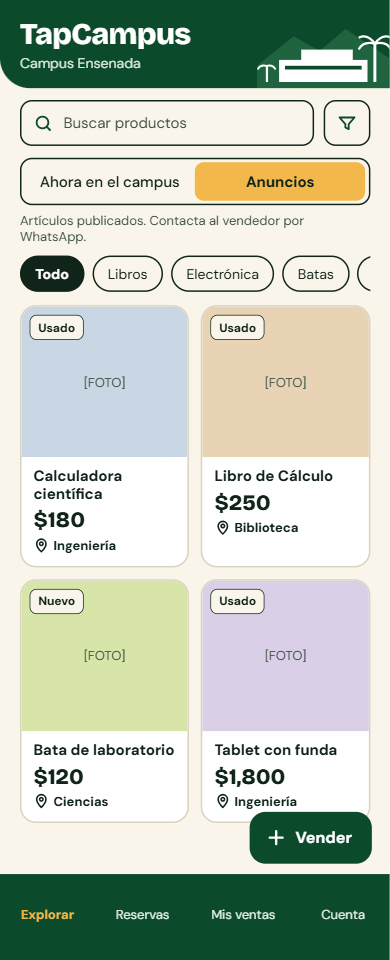 TapCampus
Campus Ensenada
Buscar productos
Ahora en el campus
Anuncios
Artículos publicados. Contacta al vendedor por
WhatsApp.
Todo
Libros
Electrónica
Batas
Usado
[FOTO]
Calculadora
científica
$180
Ingeniería
Usado
[FOTO]
Libro de Cálculo
$250
Biblioteca
Nuevo
[FOTO]
Bata de laboratorio
$120
Ciencias
Usado
[FOTO]
Tablet con funda
$1,800
Ingeniería
+ Vender
Explorar
Reservas
Mis ventas
Cuenta